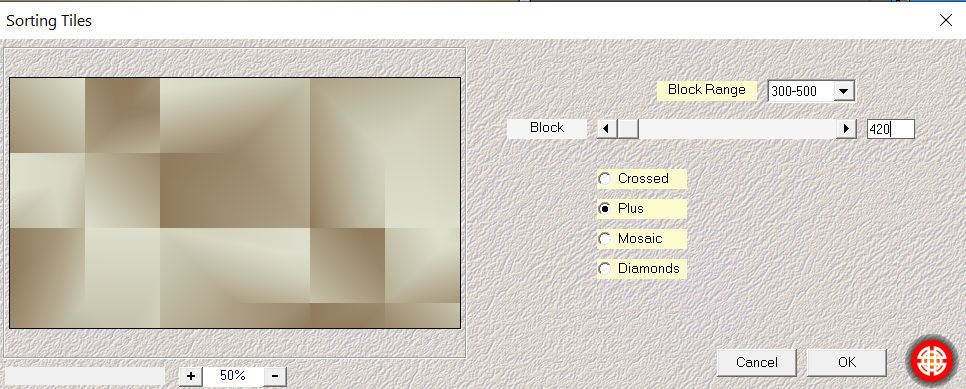 Sorting Tiles
Block Range 300-500
Block 420
Crossed
Plus
Mosaic
Diamonds
Cancel OK
+ 50% -